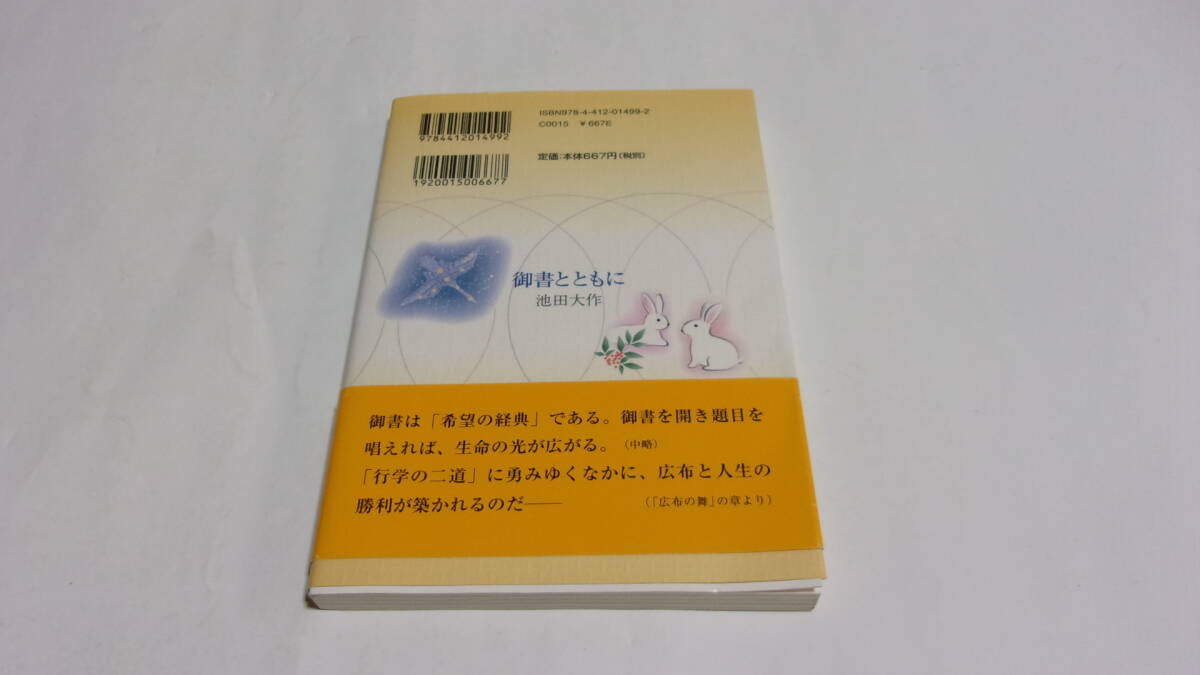 ISBN978-4-412-01499-2
C0015 ¥667E
9784412014992
定価:本体667円(税別)
1920015006677
御書とともに
池田大作
御書は「希望の経典」である。御書を開き題目を
唱えれば、生命の光が広がる。(中略)
「行学の二道」に勇みゆくなかに、広布と人生の
勝利が築かれるのだ――
(「広布の舞」の章より)